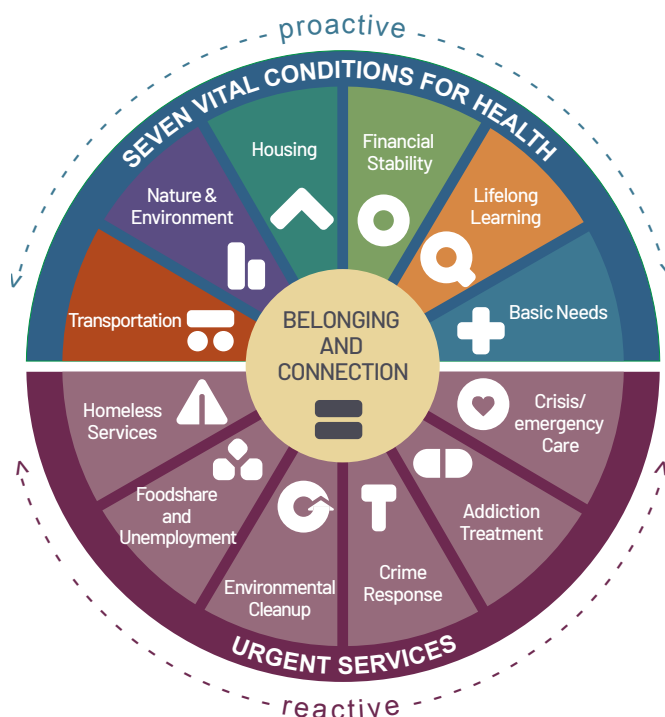 proactive
SEVEN VITAL CONDITIONS FOR HEALTH
Transportation
Nature &
Environment
Housing
Financial
Stability
Lifelong
Learning
Basic Needs
BELONGING
AND
CONNECTION
Homeless
Services
Foodshare
and
Unemployment
Environmental
Cleanup
Crime
Response
Addiction
Treatment
Crisis/
emergency
Care
URGENT SERVICES
reactive